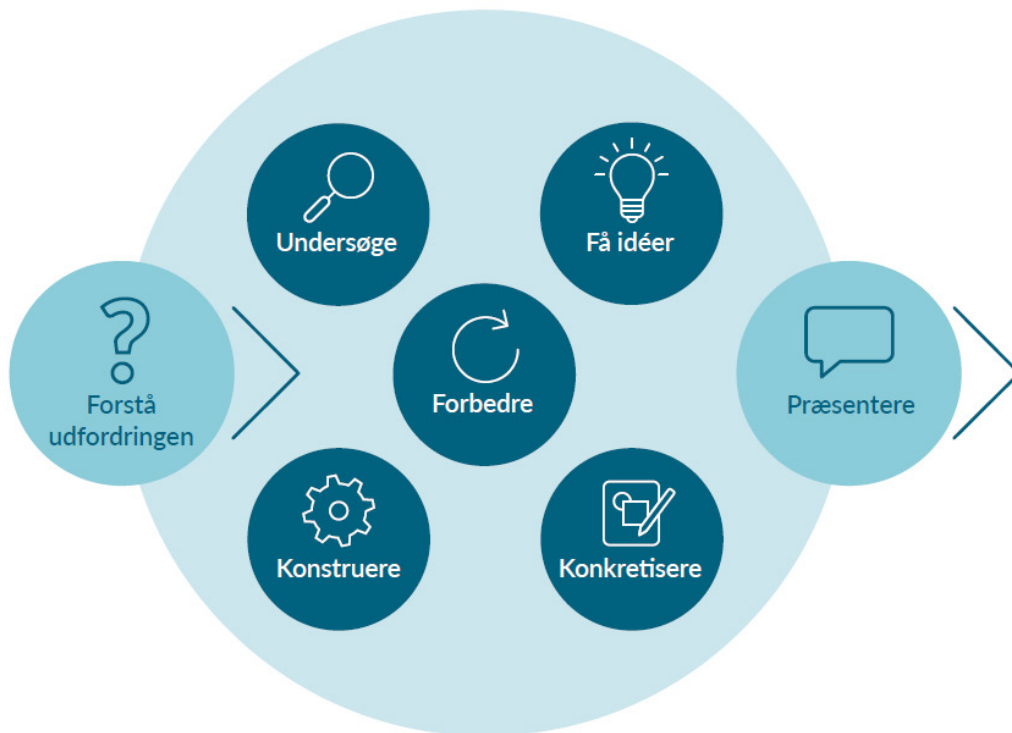 Undersøge
Få idéer
Forstå
udfordringen
Forbedre
Præsentere
Konstruere
Konkretisere